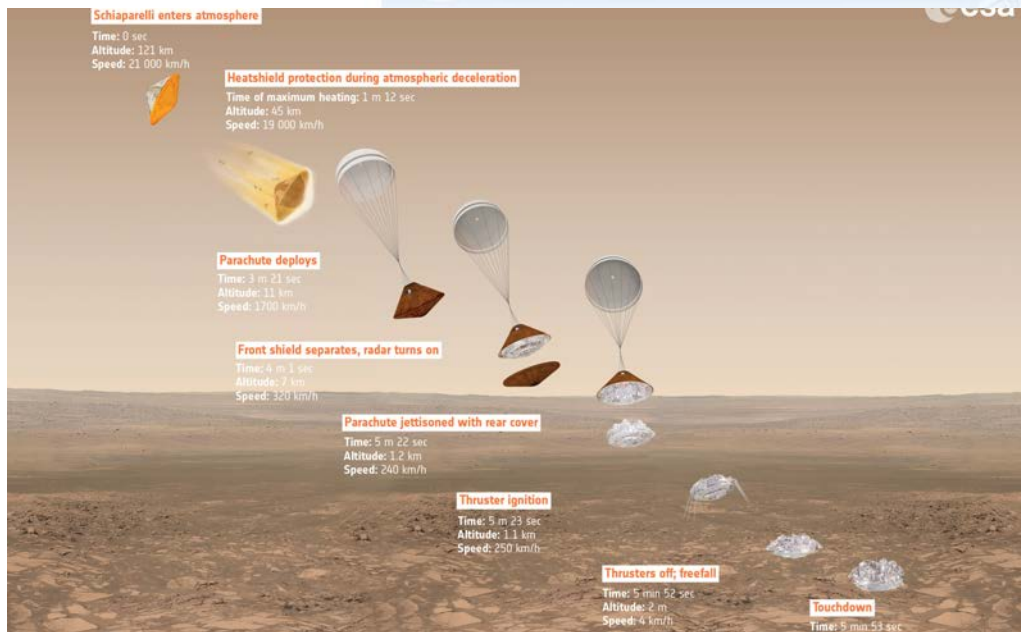 esa
Schiaparelli enters atmosphere
Time: 0 sec
Altitude: 121 km
Speed: 21 000 km/h
Heatshield protection during atmospheric deceleration
Time of maximum heating: 1 m 12 sec
Altitude: 45 km
Speed: 19 000 km/h
Parachute deploys
Time: 3 m 21 sec
Altitude: 11 km
Speed: 1700 km/h
Front shield separates, radar turns on
Time: 4 m 1 sec
Altitude: 7 km
Speed: 320 km/h
Parachute jettisoned with rear cover
Time: 5 m 22 sec
Altitude: 1.2 km
Speed: 240 km/h
Thruster ignition
Time: 5 m 23 sec
Altitude: 1.1 km
Speed: 250 km/h
Thrusters off; freefall
Time: 5 min 52 sec
Altitude: 2 m
Speed: 4 km/h
Touchdown
Time: 5 min 53 sec